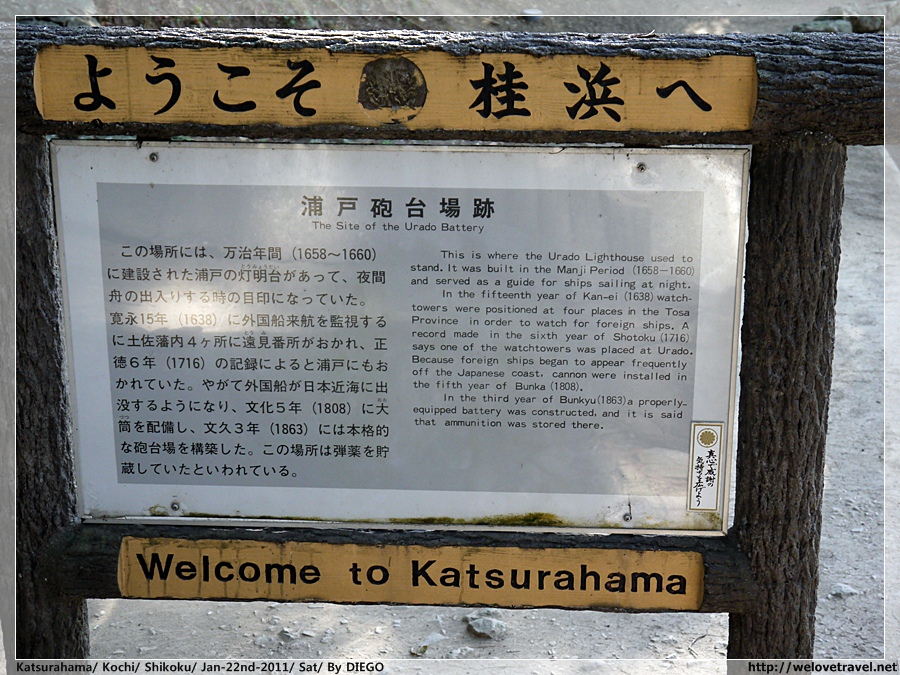 ようこそ 桂浜へ
浦戸砲台場跡
The Site of the Urado Battery
この場所には、万治年間（1658〜1660）
に建設された浦戸の灯明台があって、夜間
舟の出入りする時の目印になっていた。
寛永15年（1638）に外国船来航を監視する
に土佐藩内４ヶ所に遠見番所がおかれ、正
徳６年（1716）の記録によると浦戸にもお
かれていた。やがて外国船が日本近海に出
没するようになり、文化５年（1808）に大
筒を配備し、文久３年（1863）には本格的
な砲台場を構築した。この場所は弾薬を貯
蔵していたといわれている。
This is where the Urado Lighthouse used to
stand. It was built in the Manji Period (1658-1660)
and served as a guide for ships sailing at night.
In the fifteenth year of Kan-ei (1638) watch-
towers were positioned at four places in the Tosa
Province in order to watch for foreign ships. A
record made in the sixth year of Shotoku (1716)
says one of the watchtowers was placed at Urado.
Because foreign ships began to appear frequently
off the Japanese coast, cannon were installed in
the fifth year of Bunka (1808).
In the third year of Bunkyu (1863) a properly-
equipped battery was constructed, and it is said
that ammunition was stored there.
真心で感謝の
気持ちを広げよう
Welcome to Katsurahama
Katsurahama/ Kochi/ Shikoku/ Jan-22nd-2011/ Sat/ By DIEGO
http://welovetravel.net